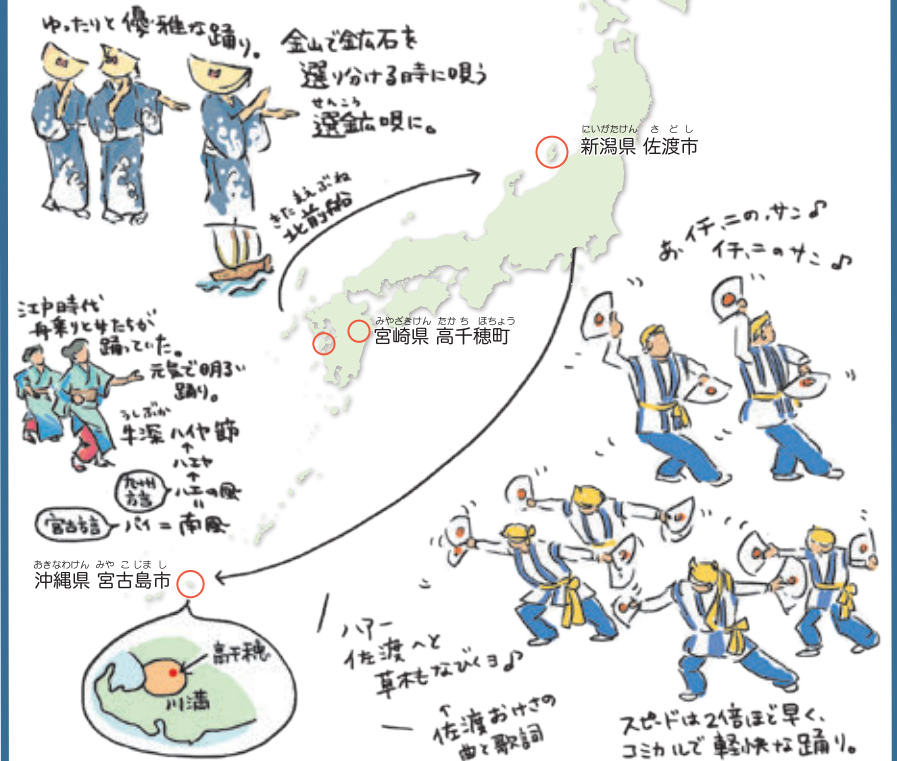 ゆったりと優雅な踊り。
金山で金鉱石を
選り分ける時に唄う
せんこう
選鉱唄に。
にいがたけん さどし
新潟県 佐渡市
きたまえぶね
北前船
お、イチ、ニの、サン♪
イチ、ニのサン♪
江戸時代
舟乗りと女たちが
踊っていた。
元気で明るい
踊り。
うしぶか
牛深 ハイヤ節
↑
ハエヤ
↑
九州方言
ハエの風
=
宮古方言
パイ=南風
みやざきけん たかちほちょう
宮崎県 高千穂町
おきなわけん みやこじまし
沖縄県 宮古島市
高千穂
川満
ハアー
佐渡へと
草木もなびくヨ♪
↑
佐渡おけさの
曲と歌詞
スピードは2倍ほど早く、
コミカルで軽快な踊り。